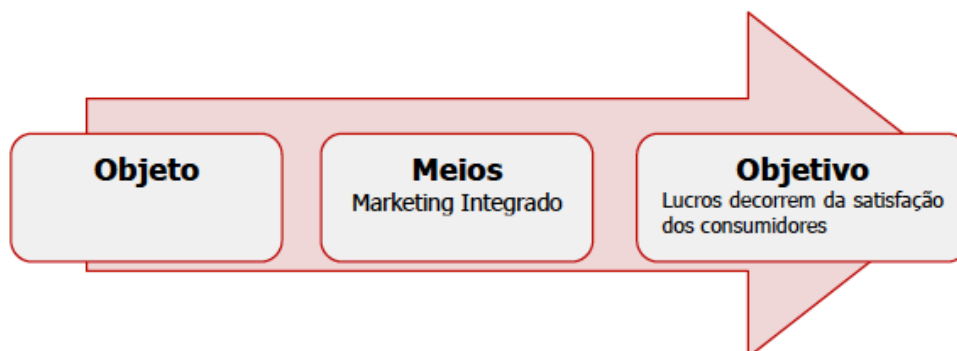 Objeto
Meios
Marketing Integrado
Objetivo
Lucros decorrem da satisfação
dos consumidores